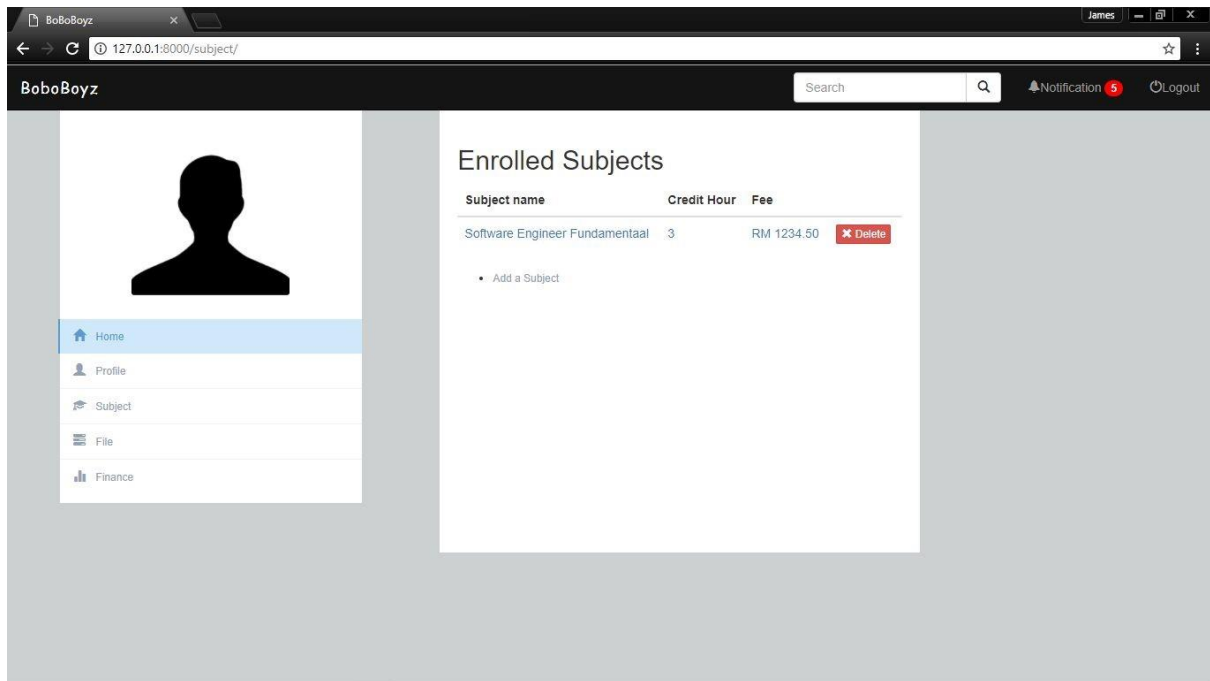 BoBoBoyz
James
127.0.0.1:8000/subject/
BoboBoyz
Search
Notification 5
Logout
Enrolled Subjects
Subject name Credit Hour Fee
Software Engineer Fundamentaal 3 RM 1234.50 Delete
Add a Subject
Home
Profile
Subject
File
Finance